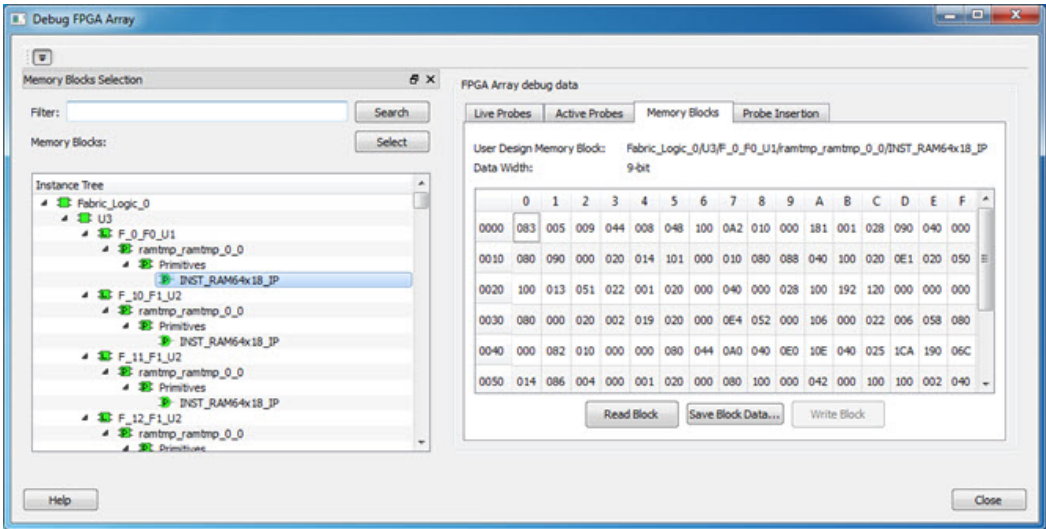 Debug FPGA Array
Memory Blocks Selection
Filter:
Search
Memory Blocks:
Select
Instance Tree
Fabric_Logic_0
U3
F_0_F0_U1
ramtmp_ramtmp_0_0
Primitives
INST_RAM64x18_IP
F_10_F1_U2
ramtmp_ramtmp_0_0
Primitives
INST_RAM64x18_IP
F_11_F1_U2
ramtmp_ramtmp_0_0
Primitives
INST_RAM64x18_IP
F_12_F1_U2
ramtmp_ramtmp_0_0
Primitives
FPGA Array debug data
Live Probes Active Probes Memory Blocks Probe Insertion
User Design Memory Block: Fabric_Logic_0/U3/F_0_F0_U1/ramtmp_ramtmp_0_0/INST_RAM64x18_IP
Data Width: 9-bit
0 1 2 3 4 5 6 7 8 9 A B C D E F
0000 083 005 009 044 008 048 100 0A2 010 000 181 001 028 090 040 000
0010 080 090 000 020 014 101 000 010 080 088 040 100 020 0E1 020 050
0020 100 013 051 022 001 020 000 040 000 028 100 192 120 000 000 000
0030 080 000 020 002 019 020 000 0E4 052 000 106 000 022 006 058 080
0040 000 082 010 000 000 080 044 0A0 040 0E0 10E 040 025 1CA 190 06C
0050 014 086 004 000 001 020 000 080 100 000 042 000 100 100 002 040
Read Block Save Block Data... Write Block
Help
Close